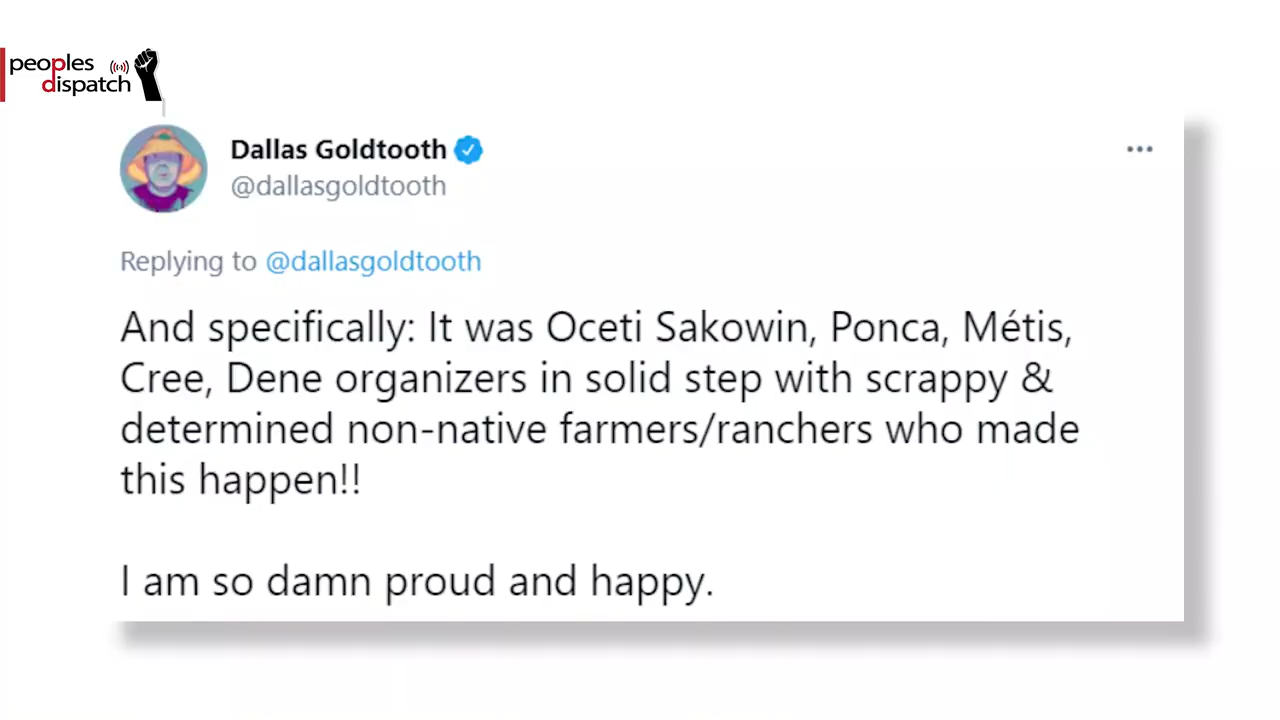 peoples
dispatch
Dallas Goldtooth
@dallasgoldtooth
Replying to @dallasgoldtooth
And specifically: It was Oceti Sakowin, Ponca, Métis,
Cree, Dene organizers in solid step with scrappy &
determined non-native farmers/ranchers who made
this happen!!
I am so damn proud and happy.